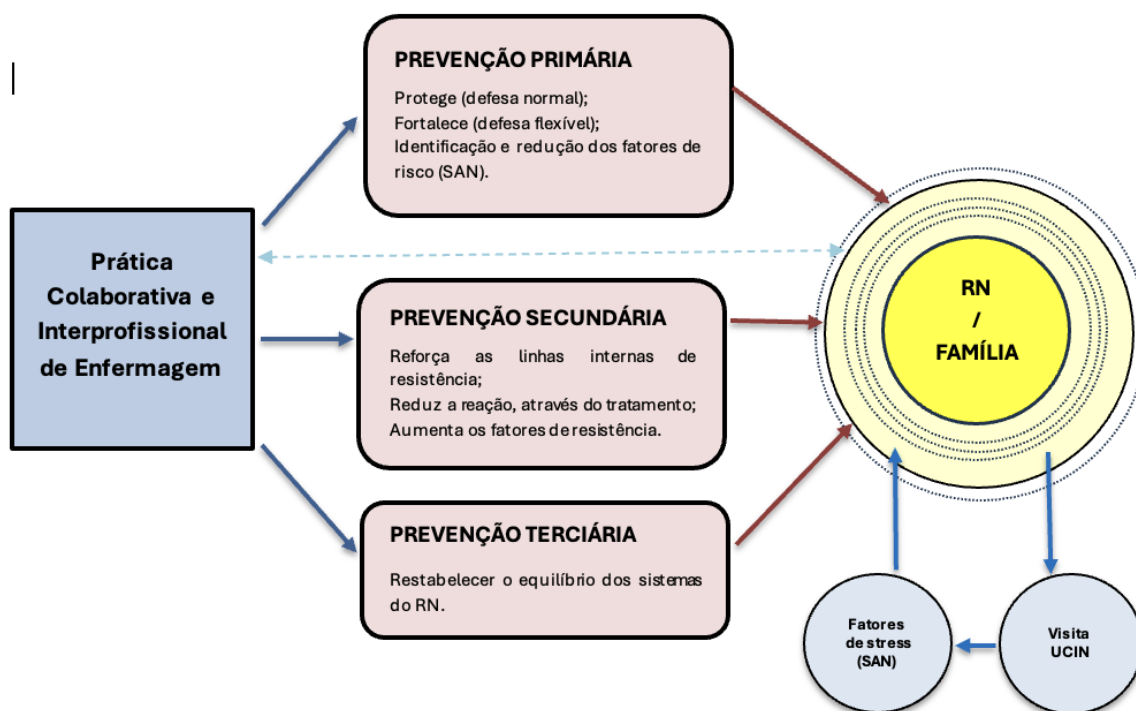 PREVENÇÃO PRIMÁRIA
Protege (defesa normal);
Fortalece (defesa flexível);
Identificação e redução dos fatores de
risco (SAN).
Prática
Colaborativa e
Interprofissional
de Enfermagem
PREVENÇÃO SECUNDÁRIA
Reforça as linhas internas de
resistência;
Reduz a reação, através do tratamento;
Aumenta os fatores de resistência.
PREVENÇÃO TERCIÁRIA
Restabelecer o equilíbrio dos sistemas
do RN.
RN
/
FAMÍLIA
Fatores
de stress
(SAN)
Visita
UCIN